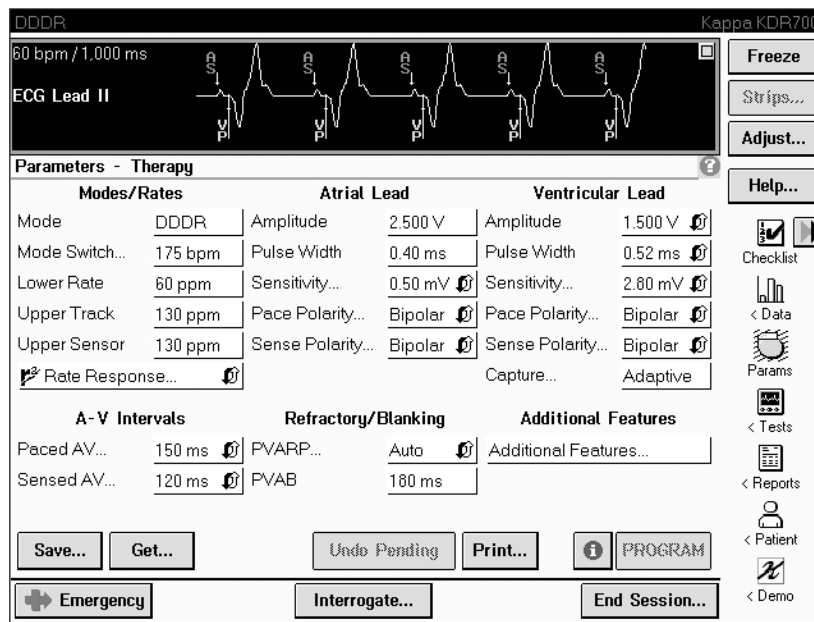 DDDR Kappa KDR700
60 bpm / 1,000 ms
ECG Lead II
AS AS AS AS AS
VP VP VP VP VP
Freeze
Strips...
Adjust...
Help...
Parameters - Therapy ?
Modes/Rates Atrial Lead Ventricular Lead
Mode DDDR Amplitude 2.500 V Amplitude 1.500 V
Mode Switch... 175 bpm Pulse Width 0.40 ms Pulse Width 0.52 ms
Lower Rate 60 ppm Sensitivity... 0.50 mV Sensitivity... 2.80 mV
Upper Track 130 ppm Pace Polarity... Bipolar Pace Polarity... Bipolar
Upper Sensor 130 ppm Sense Polarity... Bipolar Sense Polarity... Bipolar
Rate Response... Capture... Adaptive
A-V Intervals Refractory/Blanking Additional Features
Paced AV... 150 ms PVARP... Auto Additional Features...
Sensed AV... 120 ms PVAB 180 ms
Save... Get... Undo Pending Print... i PROGRAM
Emergency Interrogate... End Session...
Checklist
< Data
Params
< Tests
< Reports
< Patient
< Demo